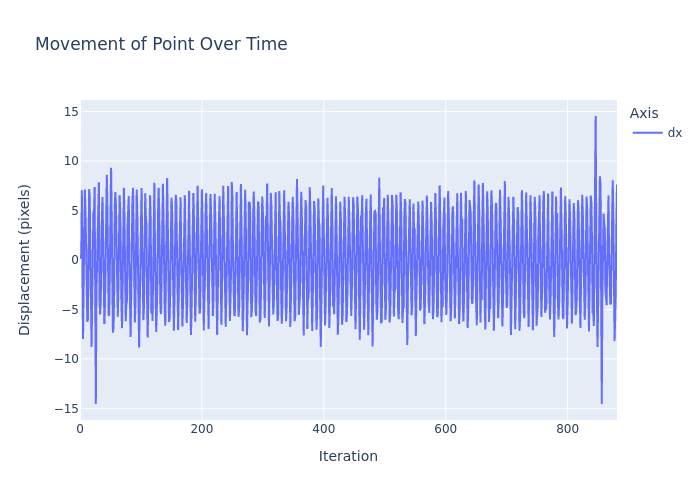 Movement of Point Over Time
Axis
dx
Displacement (pixels)
15
10
5
0
−5
−10
−15
0
200
400
600
800
Iteration